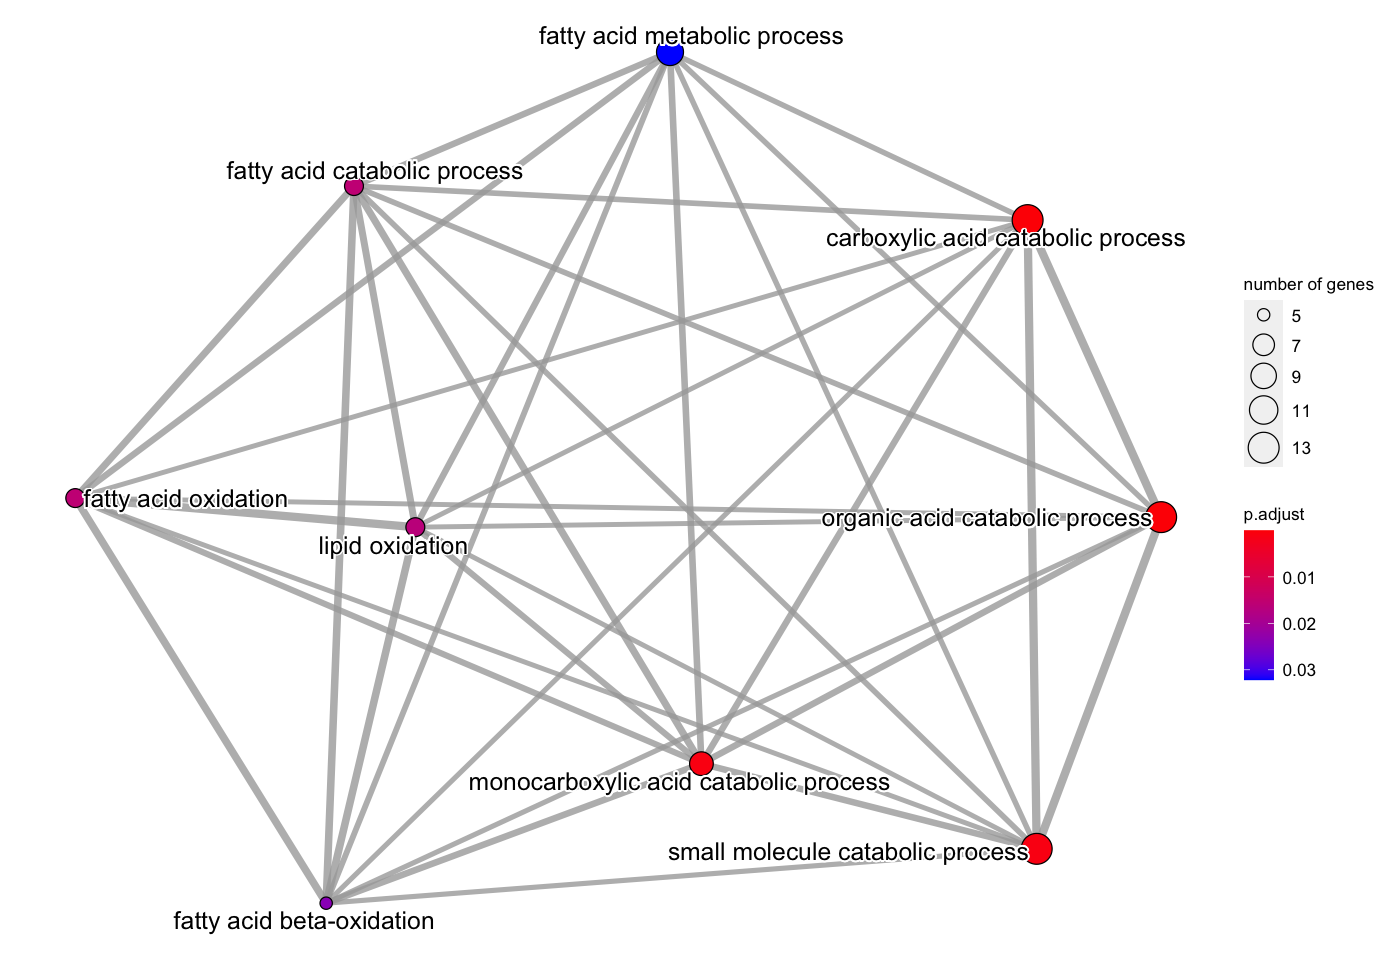 fatty acid metabolic process
fatty acid catabolic process
carboxylic acid catabolic process
fatty acid oxidation
lipid oxidation
organic acid catabolic process
monocarboxylic acid catabolic process
small molecule catabolic process
fatty acid beta-oxidation
number of genes
5
7
9
11
13
p.adjust
0.01
0.02
0.03